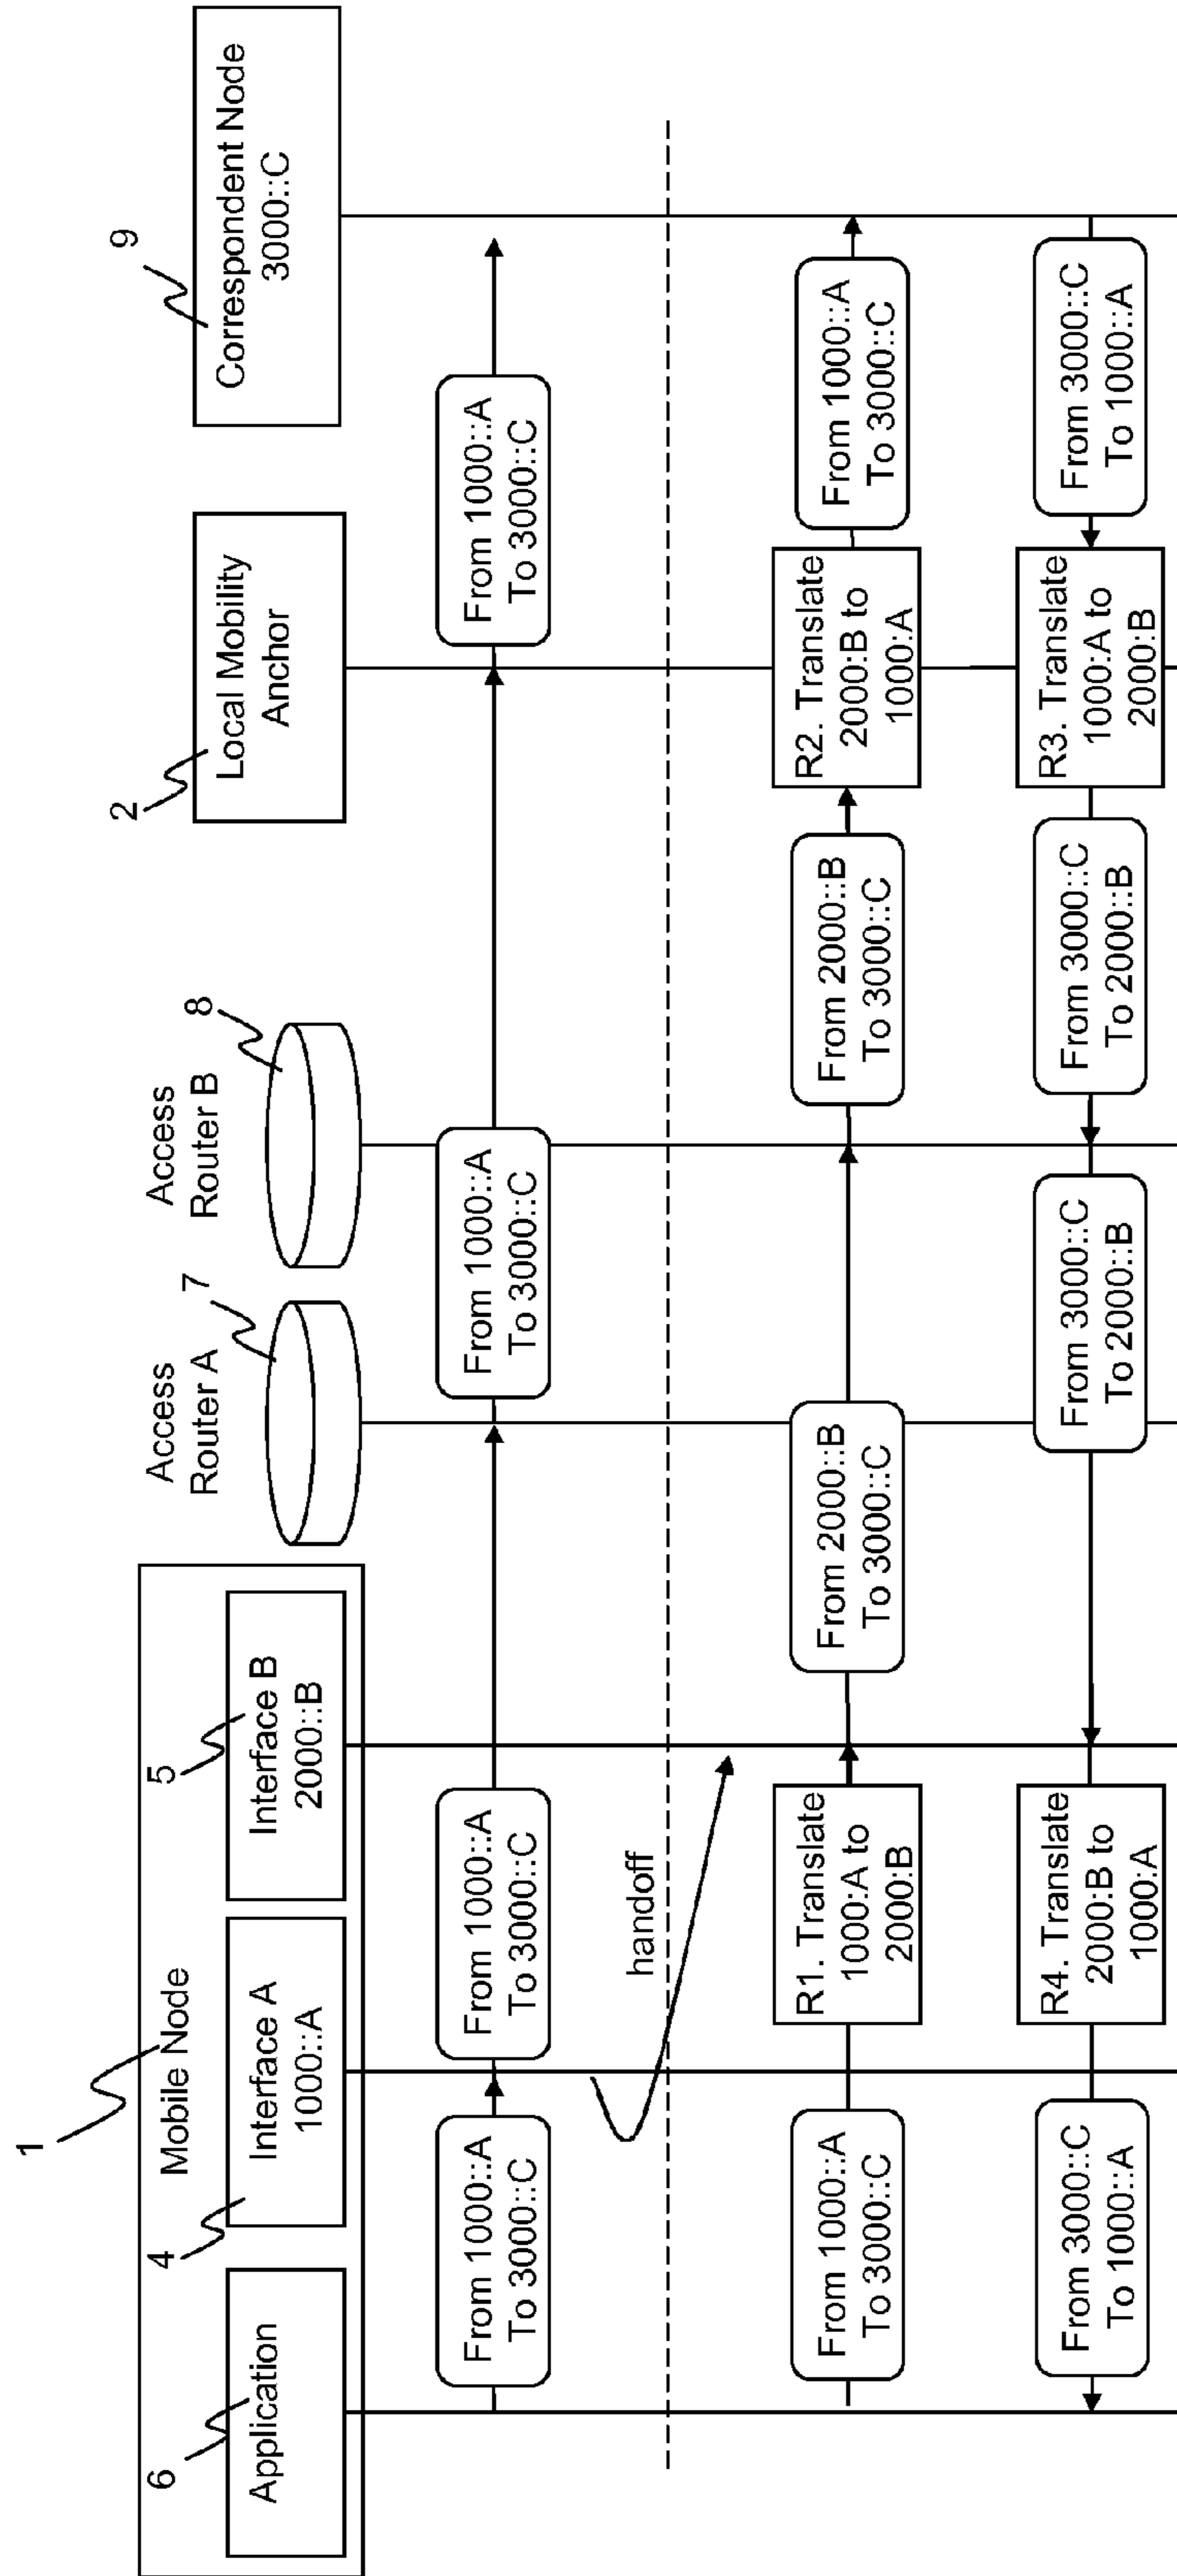 1
Mobile Node
6
Application
4
Interface A
1000::A
5
Interface B
2000::B
Access
Router A
7
Access
Router B
8
2
Local Mobility
Anchor
9
Correspondent Node
3000::C
From 1000::A
To 3000::C
From 1000::A
To 3000::C
From 1000::A
To 3000::C
From 1000::A
To 3000::C
handoff
From 1000::A
To 3000::C
R1. Translate
1000:A to
2000:B
From 2000::B
To 3000::C
From 2000::B
To 3000::C
R2. Translate
2000:B to
1000:A
From 1000::A
To 3000::C
From 3000::C
To 1000::A
R4. Translate
2000:B to
1000:A
From 3000::C
To 2000::B
From 3000::C
To 2000::B
R3. Translate
1000:A to
2000:B
From 3000::C
To 1000::A